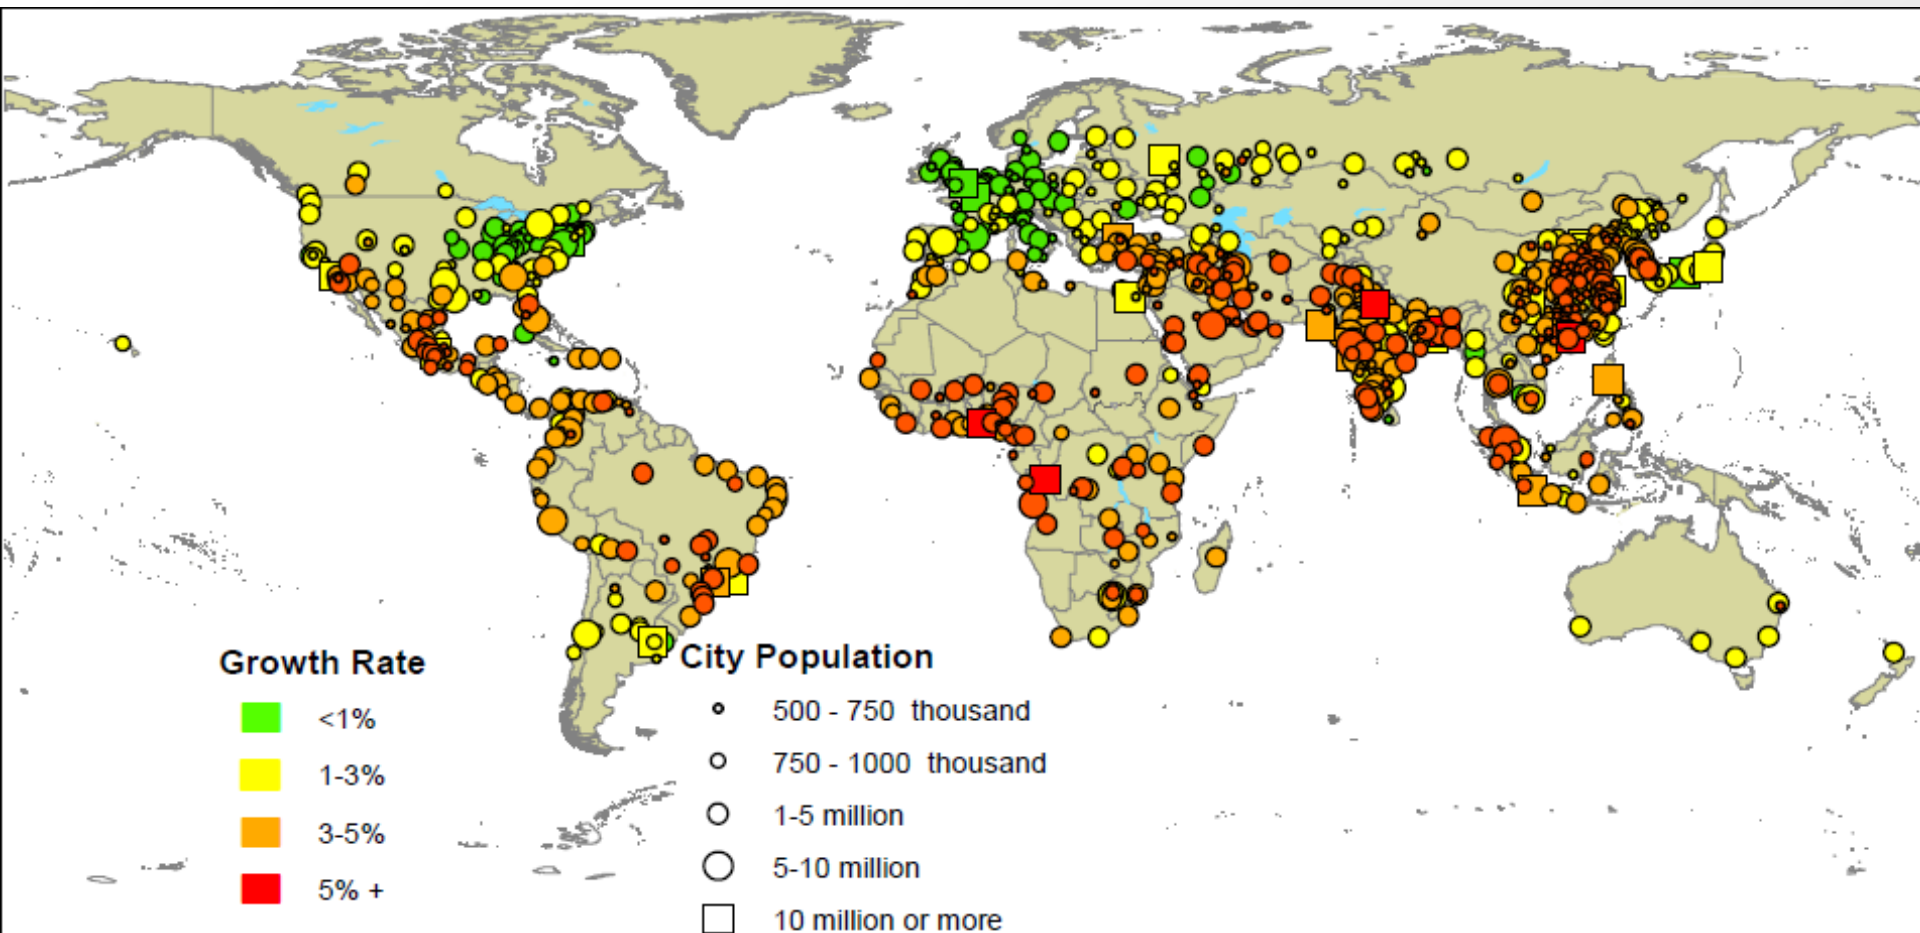 Growth Rate
<1%
1-3%
3-5%
5% +
City Population
500 - 750 thousand
750 - 1000 thousand
1-5 million
5-10 million
10 million or more